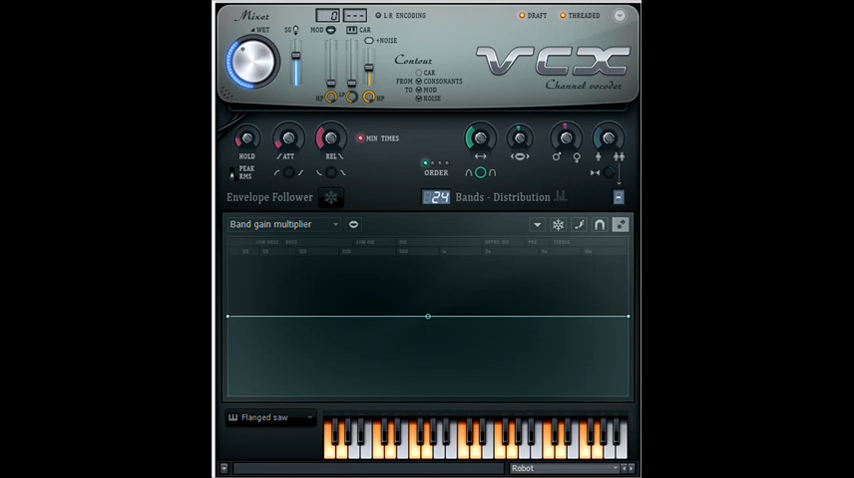 Mixer 0 --- L-R ENCODING DRAFT THREADED
WET SG MOD CAR
+NOISE
Contour
CAR
FROM CONSONANTS
TO MOD
NOISE
HP LP HP
VCX
Channel vocoder
HOLD ATT REL MIN TIMES
ORDER
PEAK
RMS
Envelope Follower 24 Bands - Distribution
Band gain multiplier
Flanged saw
Robot